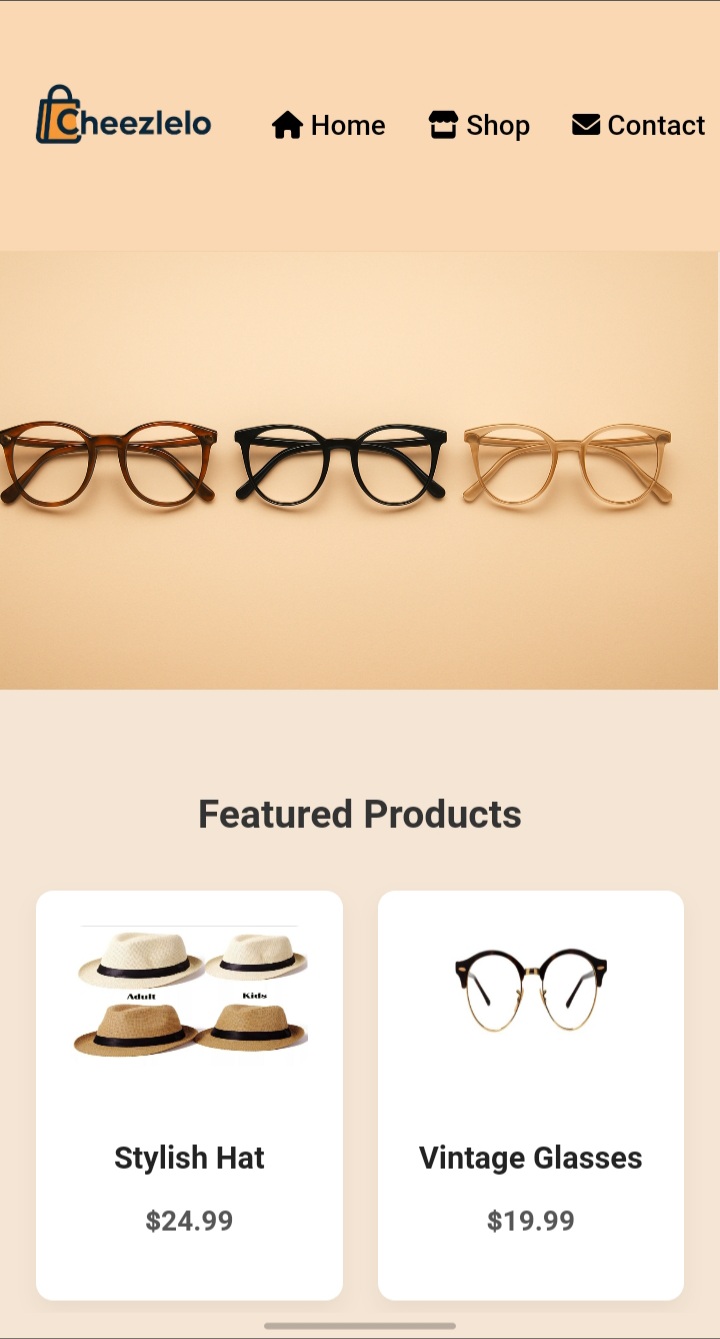 Cheezlelo
Home Shop Contact
Featured Products
Adult Kids
Stylish Hat
$24.99
Vintage Glasses
$19.99